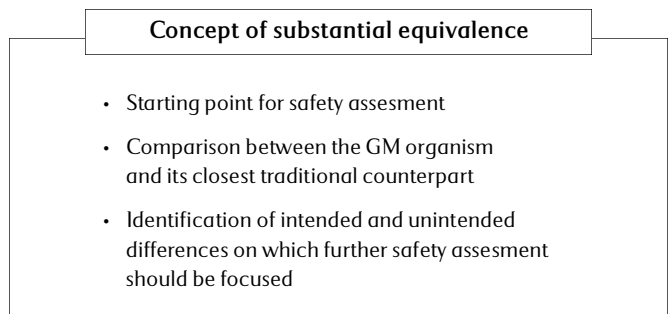 Concept of substantial equivalence
• Starting point for safety assesment
• Comparison between the GM organism
and its closest traditional counterpart
• Identification of intended and unintended
differences on which further safety assesment
should be focused